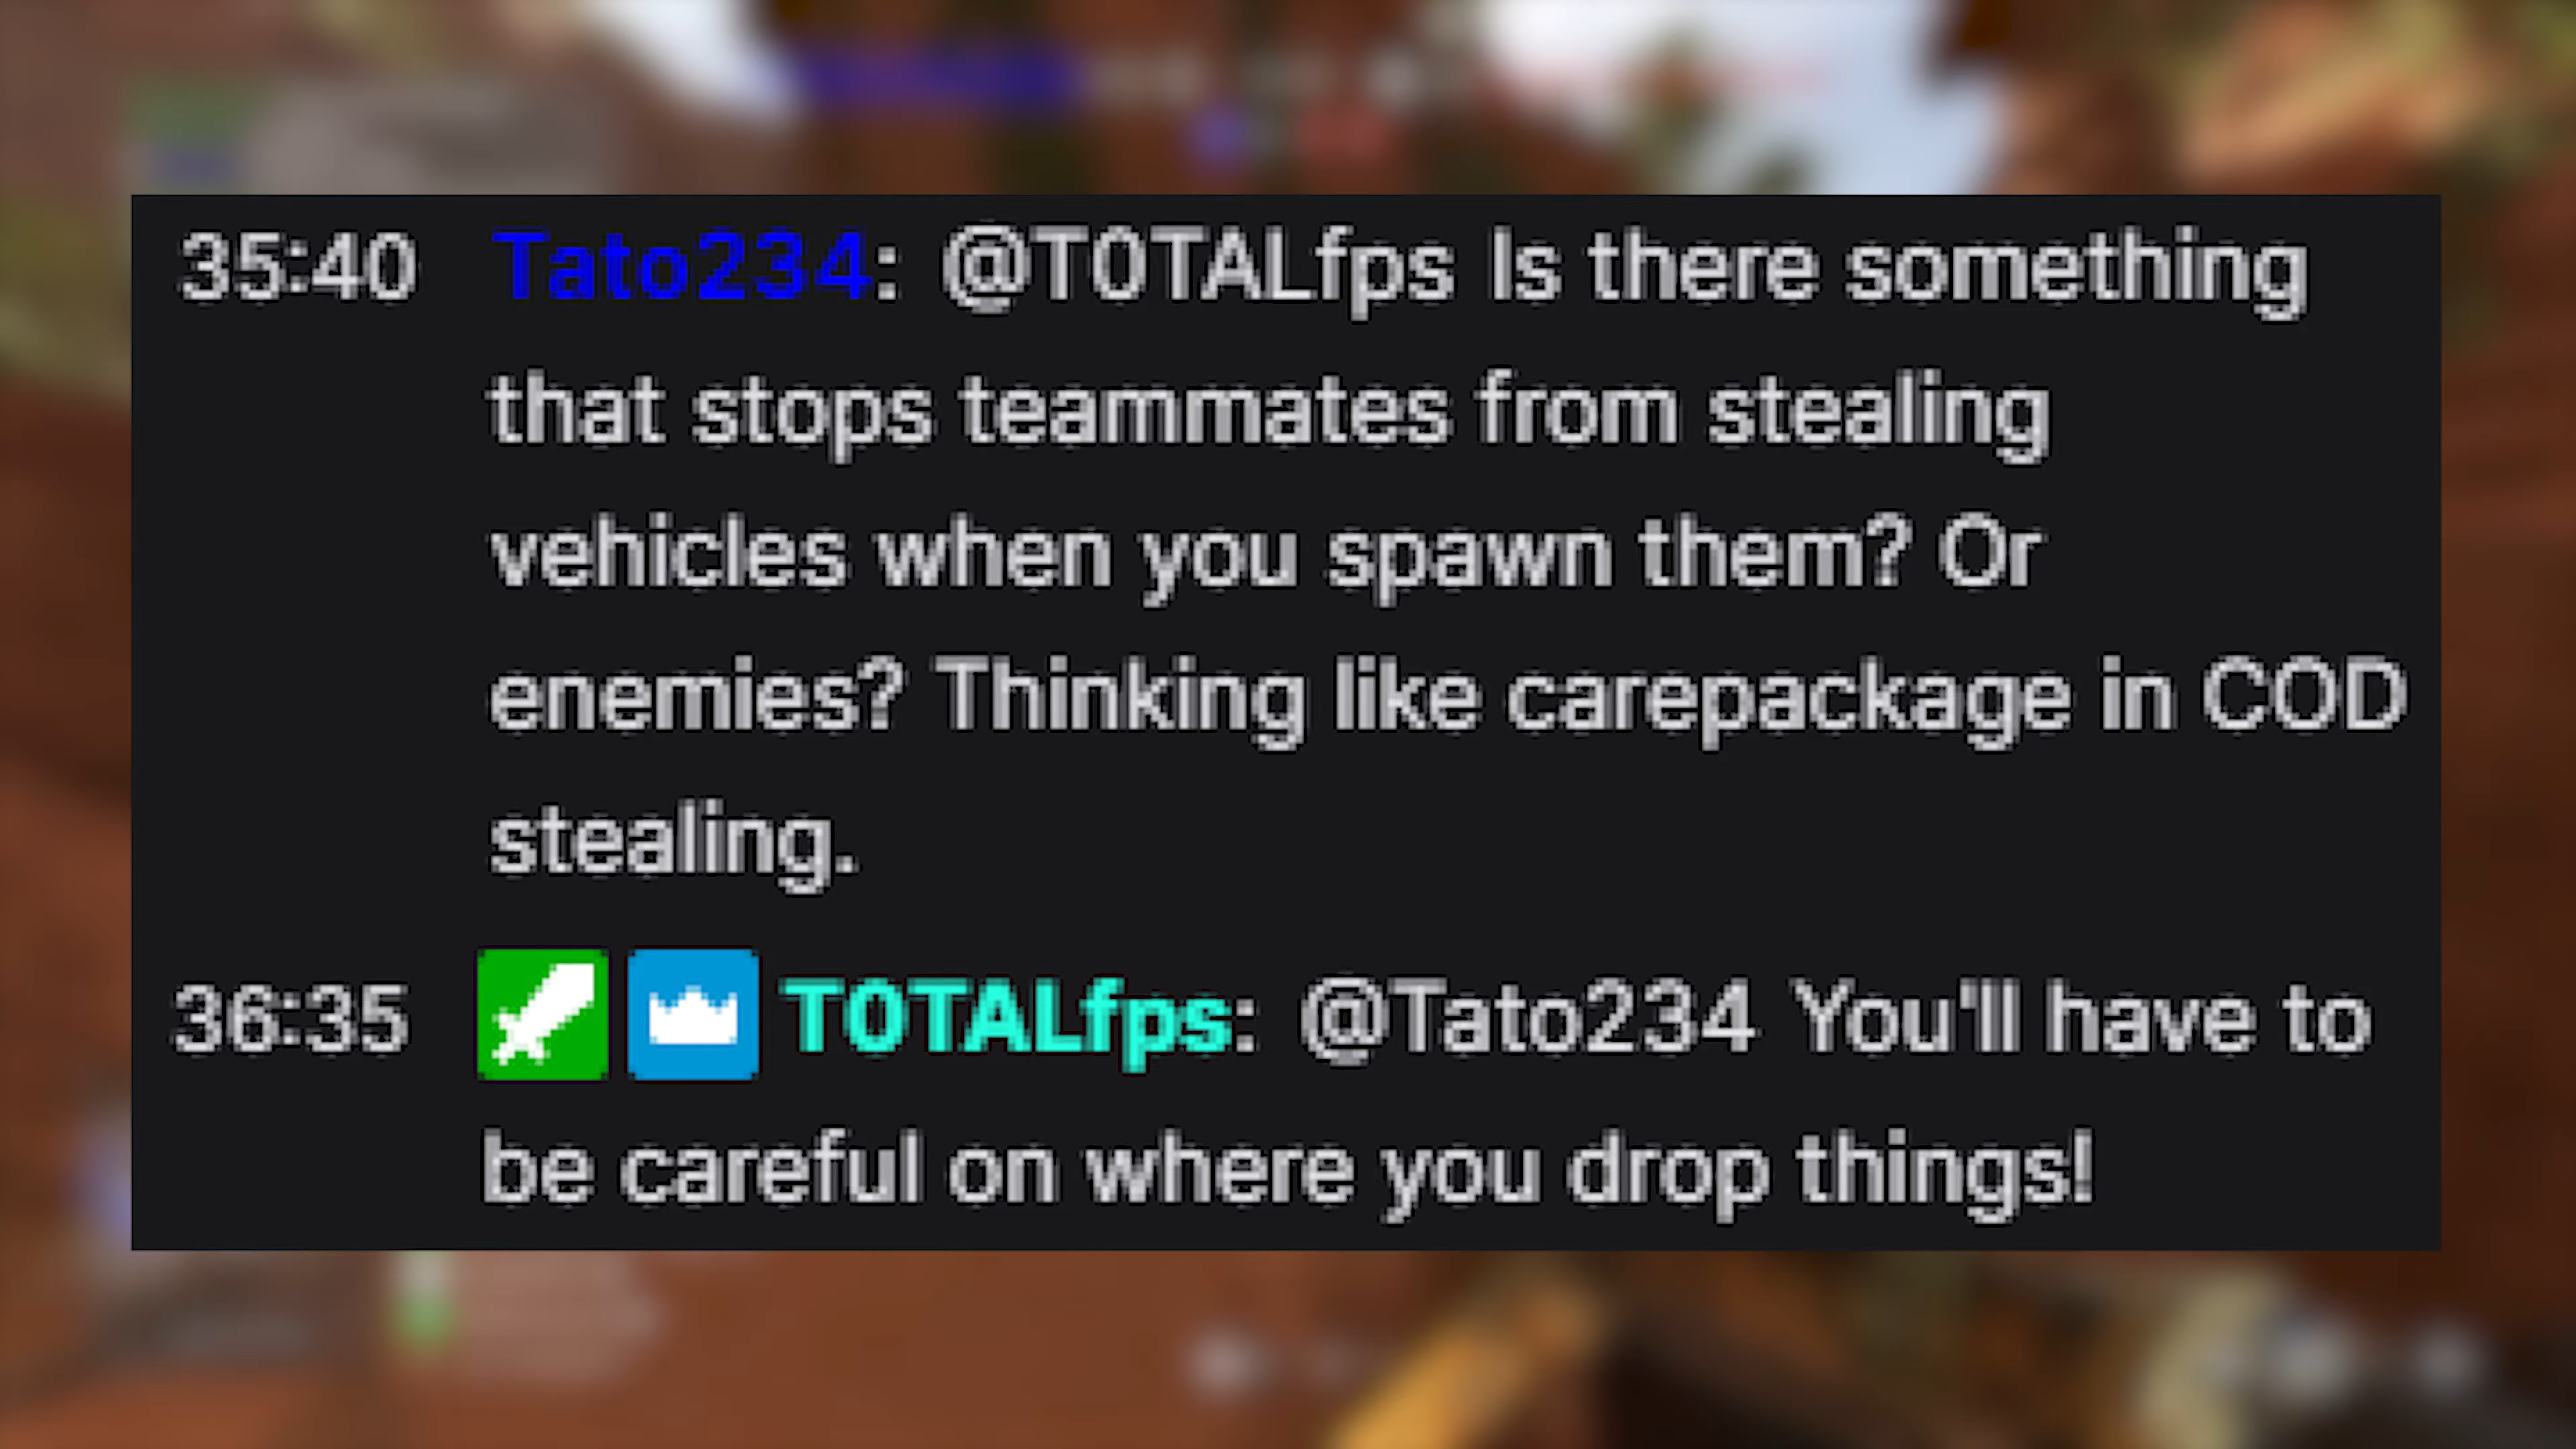 35:40 Tato234: @T0TALfps Is there something
that stops teammates from stealing
vehicles when you spawn them? Or
enemies? Thinking like carepackage in COD
stealing.
36:35 T0TALfps: @Tato234 You'll have to
be careful on where you drop things!